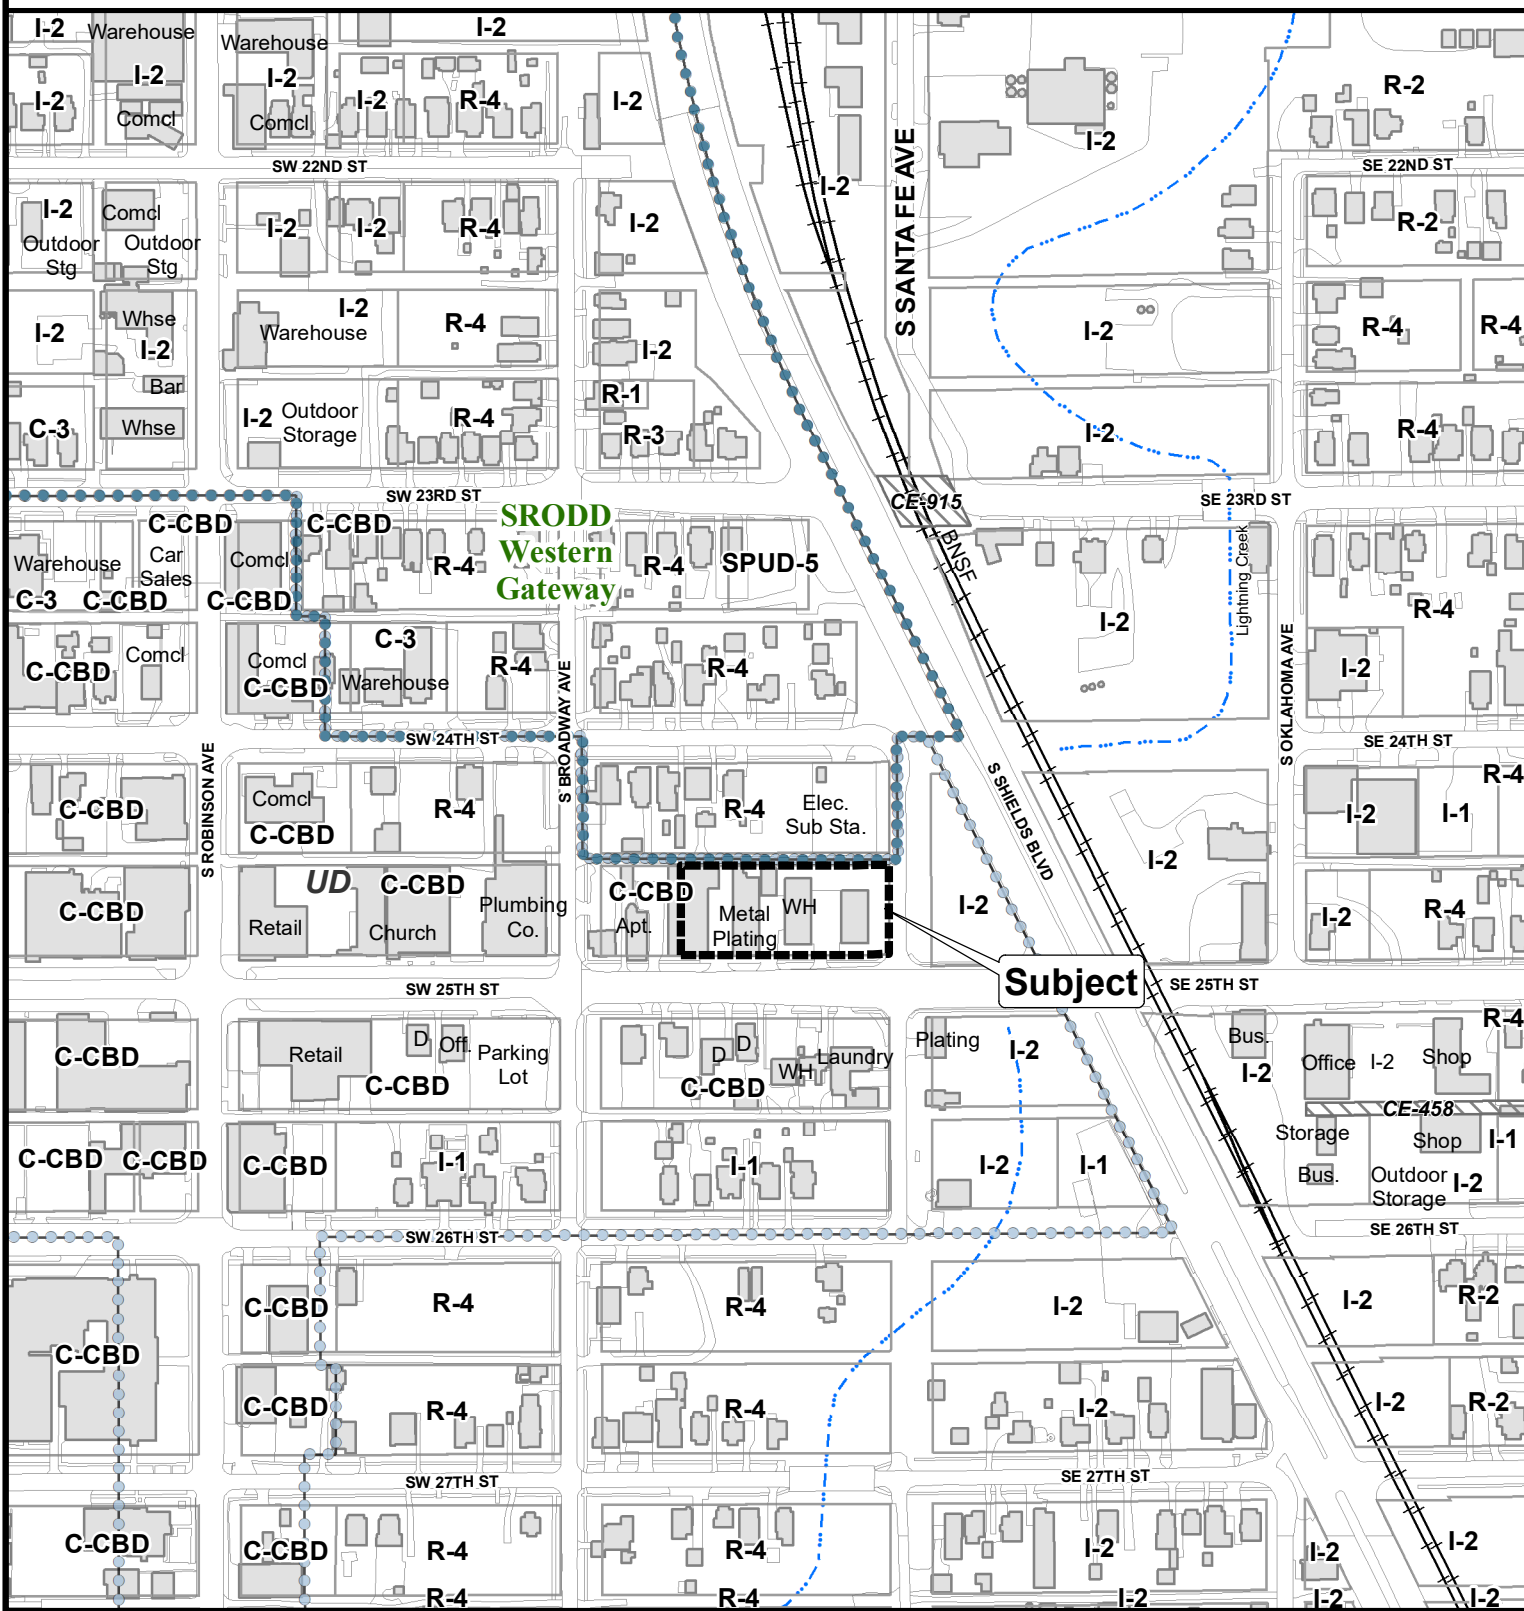 I-2
Warehouse
I-2
Warehouse
I-2
I-2
I-2
I-2
R-4
I-2
R-2
I-2
Comcl
Comcl
I-2
S SANTA FE AVE
SW 22ND ST
SE 22ND ST
I-2
I-2
Comcl
I-2
I-2
R-4
I-2
R-2
Outdoor
Stg
Outdoor
Stg
I-2
Whse
I-2
I-2
Warehouse
R-4
I-2
I-2
R-4
R-4
Bar
R-1
C-3
Whse
I-2
Outdoor
Storage
R-4
R-3
I-2
R-4
SW 23RD ST
CE-915
SE 23RD ST
SRODD
Western
Gateway
C-CBD
C-CBD
Warehouse
Car
Sales
Comcl
R-4
R-4
SPUD-5
BNSF
C-3
C-CBD
C-CBD
I-2
Lightning Creek
R-4
Comcl
C-CBD
Comcl
C-CBD
C-3
Warehouse
R-4
R-4
I-2
S BROADWAY AVE
S OKLAHOMA AVE
SW 24TH ST
SE 24TH ST
S ROBINSON AVE
S SHIELDS BLVD
C-CBD
Comcl
C-CBD
R-4
R-4
Elec.
Sub Sta.
I-2
I-2
I-1
R-4
C-CBD
UD
C-CBD
Retail
Church
Plumbing
Co.
C-CBD
Apt.
Metal
Plating
WH
I-2
I-2
R-4
Subject
SW 25TH ST
SE 25TH ST
C-CBD
Retail
D
Off.
Parking
Lot
C-CBD
D
D
WH
Laundry
C-CBD
Plating
I-2
Bus.
I-2
Office
I-2
Shop
R-4
CE-458
C-CBD
C-CBD
C-CBD
I-1
I-1
I-2
I-1
Storage
Shop
I-1
Bus.
Outdoor
Storage
I-2
SW 26TH ST
SE 26TH ST
C-CBD
C-CBD
R-4
R-4
I-2
I-2
R-2
C-CBD
R-4
R-4
I-2
I-2
R-2
SW 27TH ST
SE 27TH ST
C-CBD
C-CBD
R-4
R-4
I-2
I-2
I-2
R-4
R-4
I-2
I-2
I-2